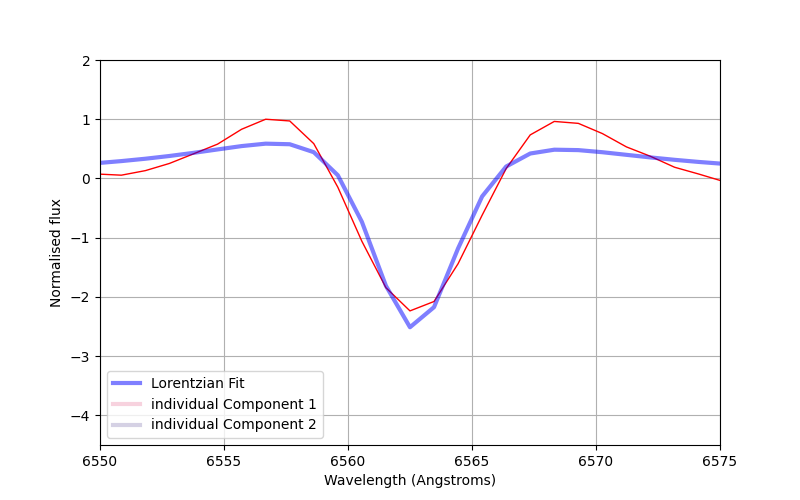 2
1
0
−1
−2
−3
−4
Normalised flux
Lorentzian Fit
individual Component 1
individual Component 2
6550 6555 6560 6565 6570 6575
Wavelength (Angstroms)